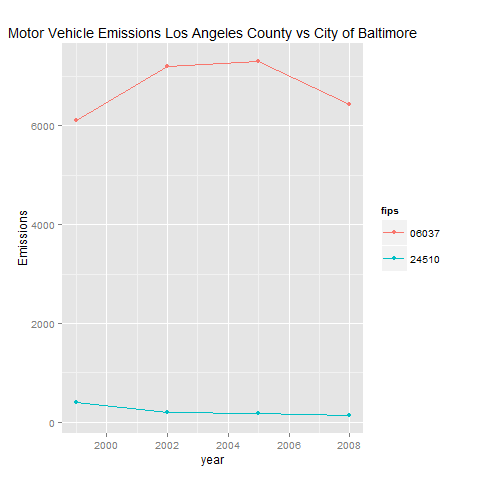 Motor Vehicle Emissions Los Angeles County vs City of Baltimore
Emissions
6000
4000
2000
0
2000
2002
2004
2006
2008
year
fips
06037
24510